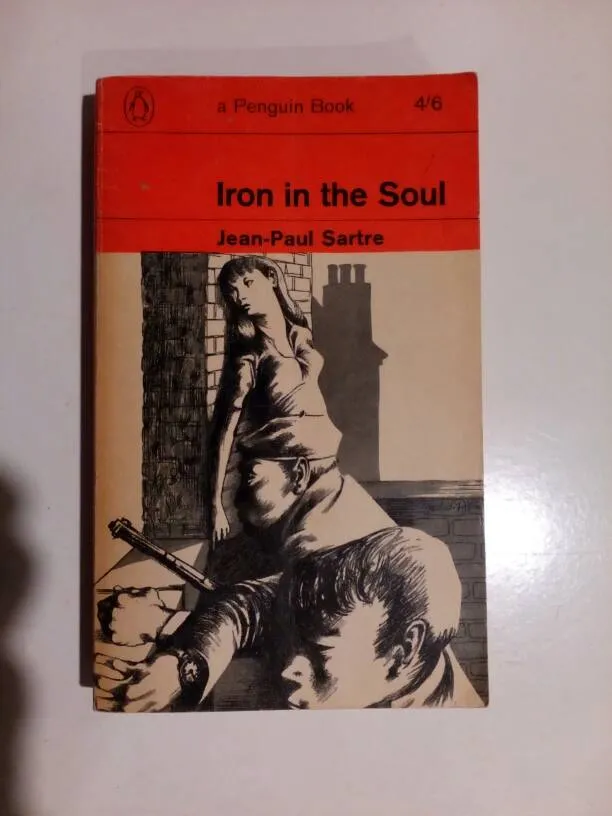 a Penguin Book 4/6
Iron in the Soul
Jean-Paul Sartre